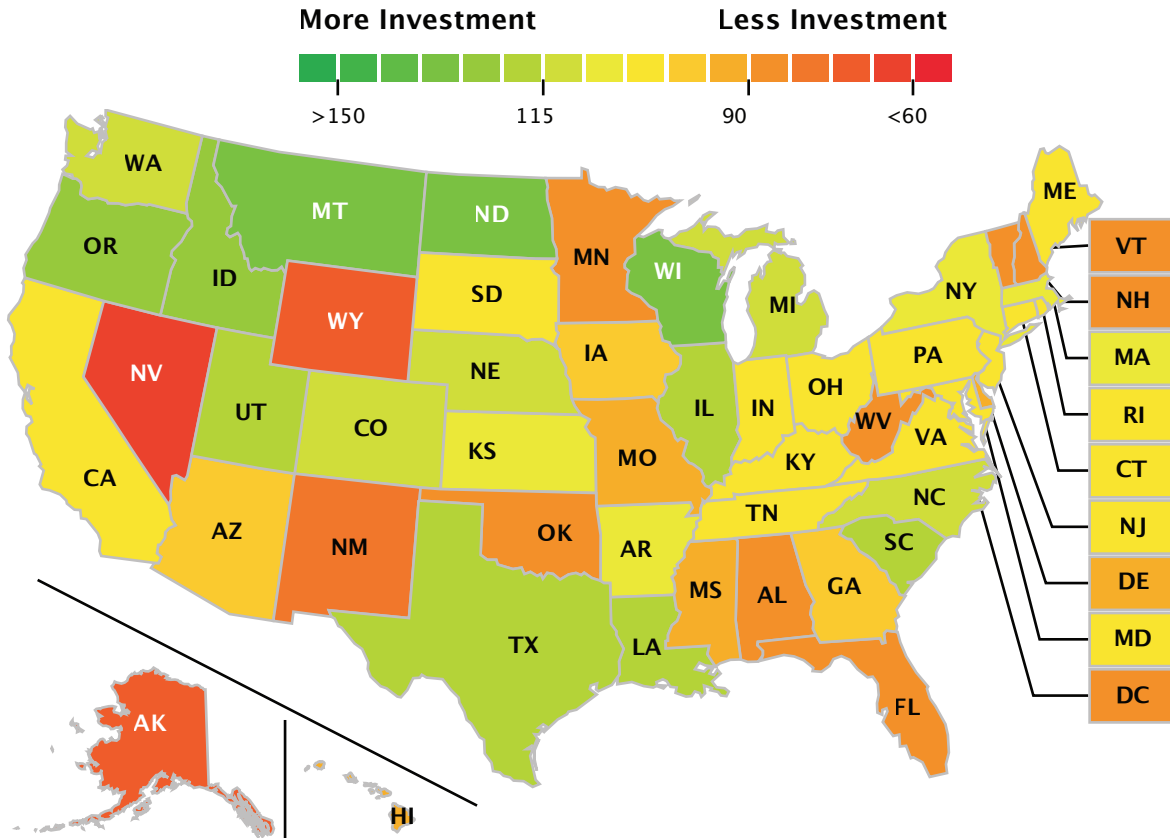 More Investment Less Investment
>150 115 90 <60
WA
ME
MT ND
OR
MN
VT
ID
WI
SD
NY
NH
WY
MI
IA
PA
MA
NV
NE
OH
UT
IL IN
RI
CO
WV
VA
KS
KY
CT
CA
MO
NC
TN
NJ
AZ
OK
SC
NM
AR
DE
MS AL GA
MD
TX
LA
DC
FL
AK
HI